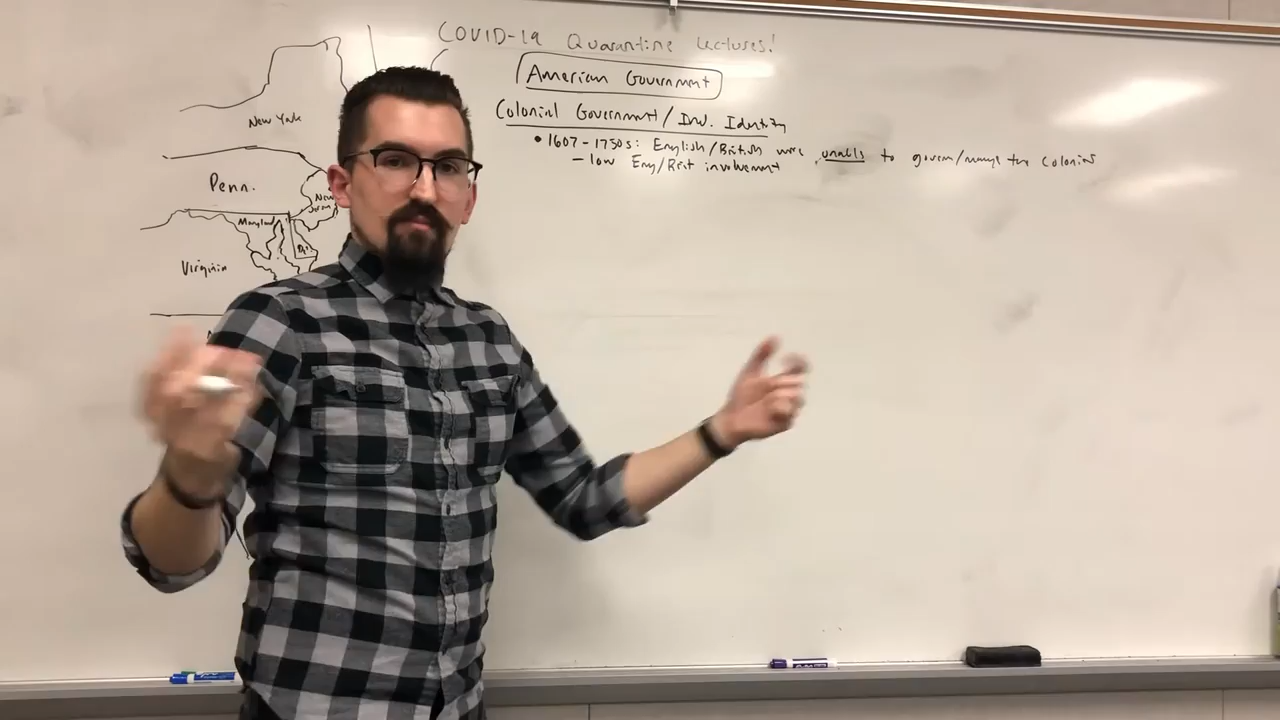 COVID-19 Quarantine Lectures!
American Government
Colonial Government/Ind. Identity
• 1607-1750s: English/British were unable to govern/manage the colonies
- low Eng/Brit involvement
New York
Penn.
New Jersey
Maryland
Del.
Virginia